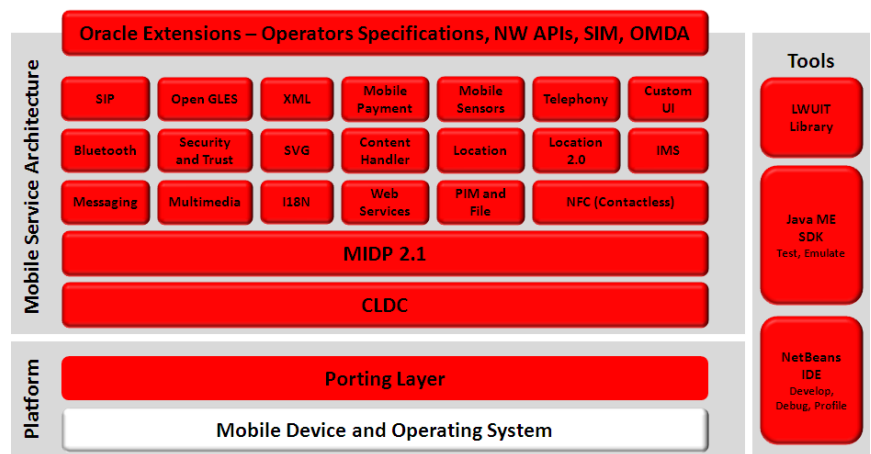 Oracle Extensions – Operators Specifications, NW APIs, SIM, OMDA
Mobile Service Architecture
SIP
Open GLES
XML
Mobile
Payment
Mobile
Sensors
Telephony
Custom
UI
Bluetooth
Security
and Trust
SVG
Content
Handler
Location
Location
2.0
IMS
Messaging
Multimedia
I18N
Web
Services
PIM and
File
NFC (Contactless)
MIDP 2.1
CLDC
Platform
Porting Layer
Mobile Device and Operating System
Tools
LWUIT
Library
Java ME
SDK
Test, Emulate
NetBeans
IDE
Develop,
Debug, Profile